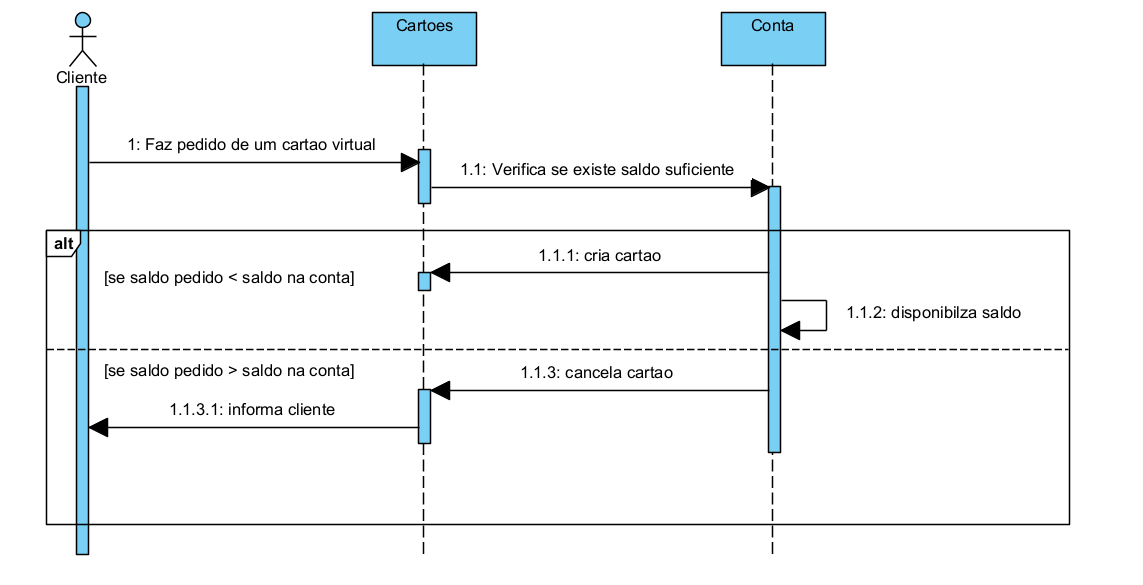 Cartoes
Conta
Cliente
1: Faz pedido de um cartao virtual
1.1: Verifica se existe saldo suficiente
alt
1.1.1: cria cartao
[se saldo pedido < saldo na conta]
1.1.2: disponibilza saldo
[se saldo pedido > saldo na conta]
1.1.3: cancela cartao
1.1.3.1: informa cliente